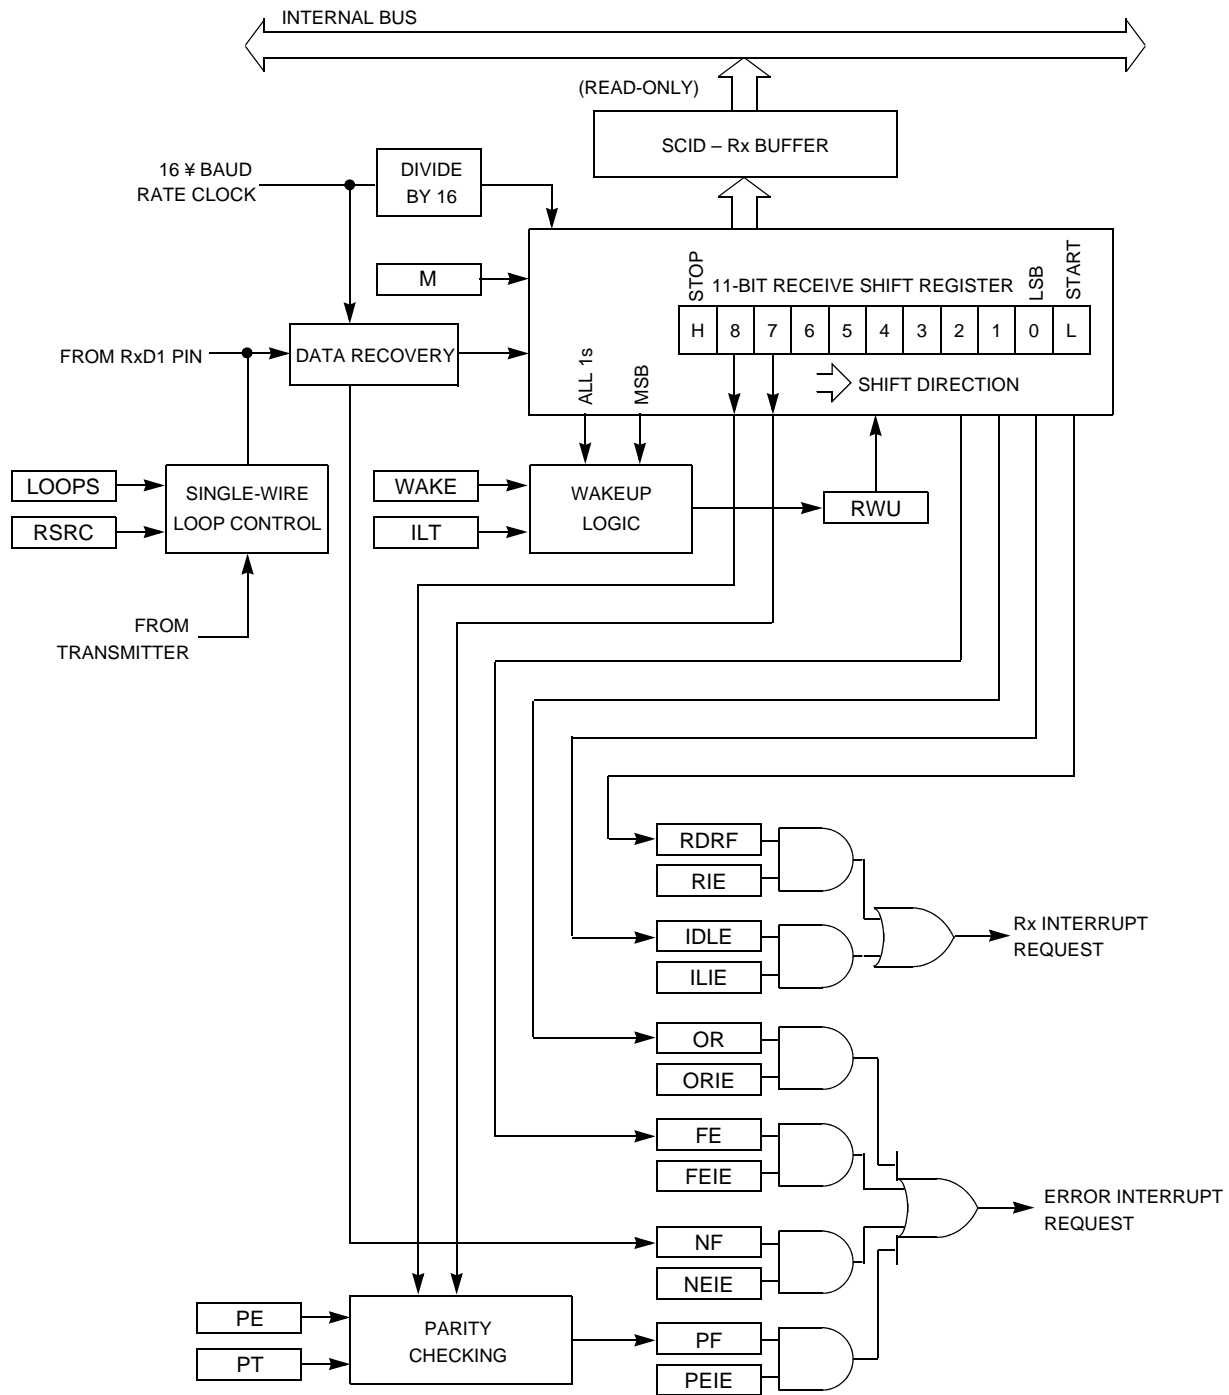 INTERNAL BUS
(READ-ONLY)
SCID – Rx BUFFER
16 ¥ BAUD
RATE CLOCK
DIVIDE
BY 16
M
STOP
11-BIT RECEIVE SHIFT REGISTER
LSB
START
H 8 7 6 5 4 3 2 1 0 L
FROM RxD1 PIN
DATA RECOVERY
ALL 1s
MSB
SHIFT DIRECTION
LOOPS
RSRC
SINGLE-WIRE
LOOP CONTROL
WAKE
ILT
WAKEUP
LOGIC
RWU
FROM
TRANSMITTER
RDRF
RIE
IDLE
ILIE
Rx INTERRUPT
REQUEST
OR
ORIE
FE
FEIE
ERROR INTERRUPT
REQUEST
NF
NEIE
PE
PT
PARITY
CHECKING
PF
PEIE